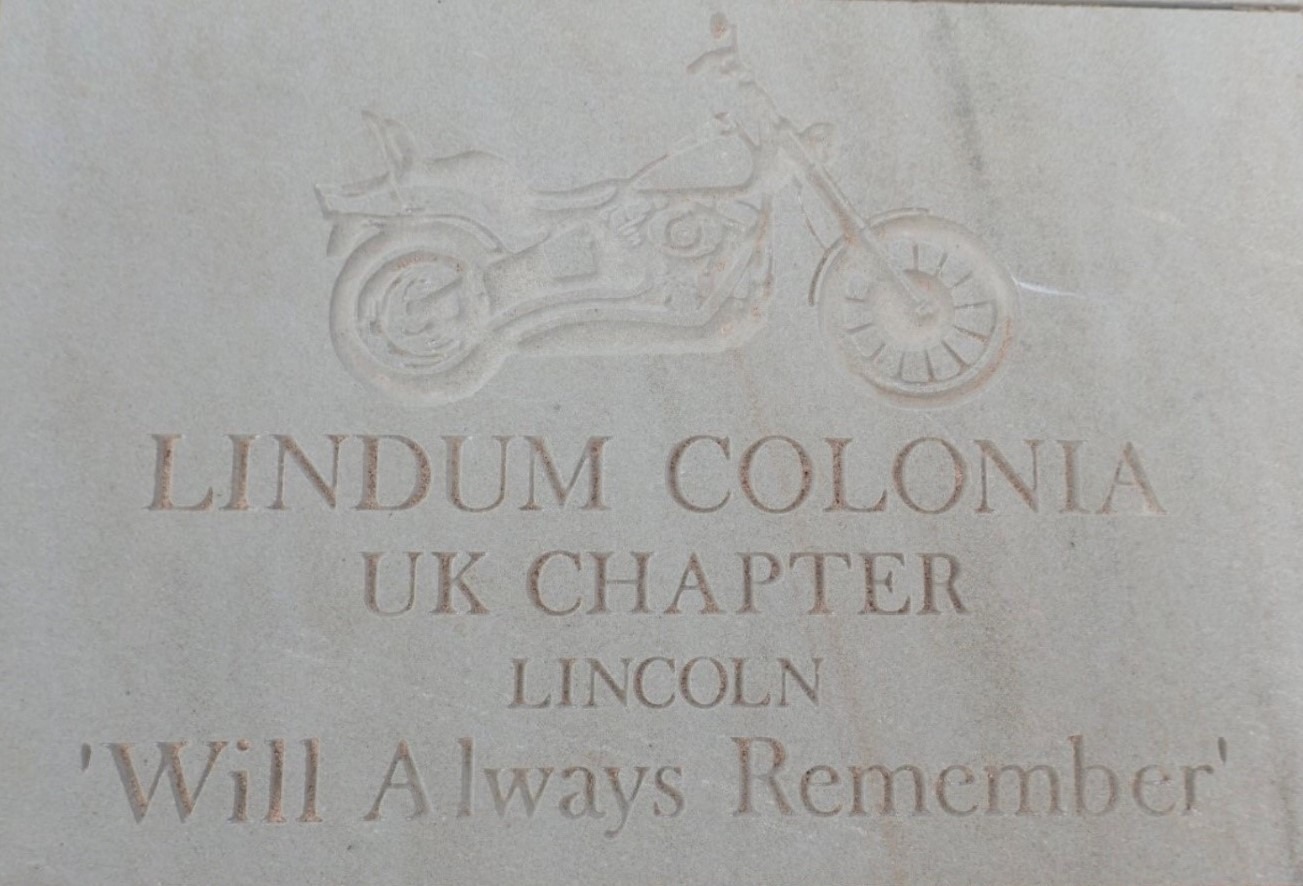 LINDUM COLONIA
UK CHAPTER
LINCOLN
'Will Always Remember'